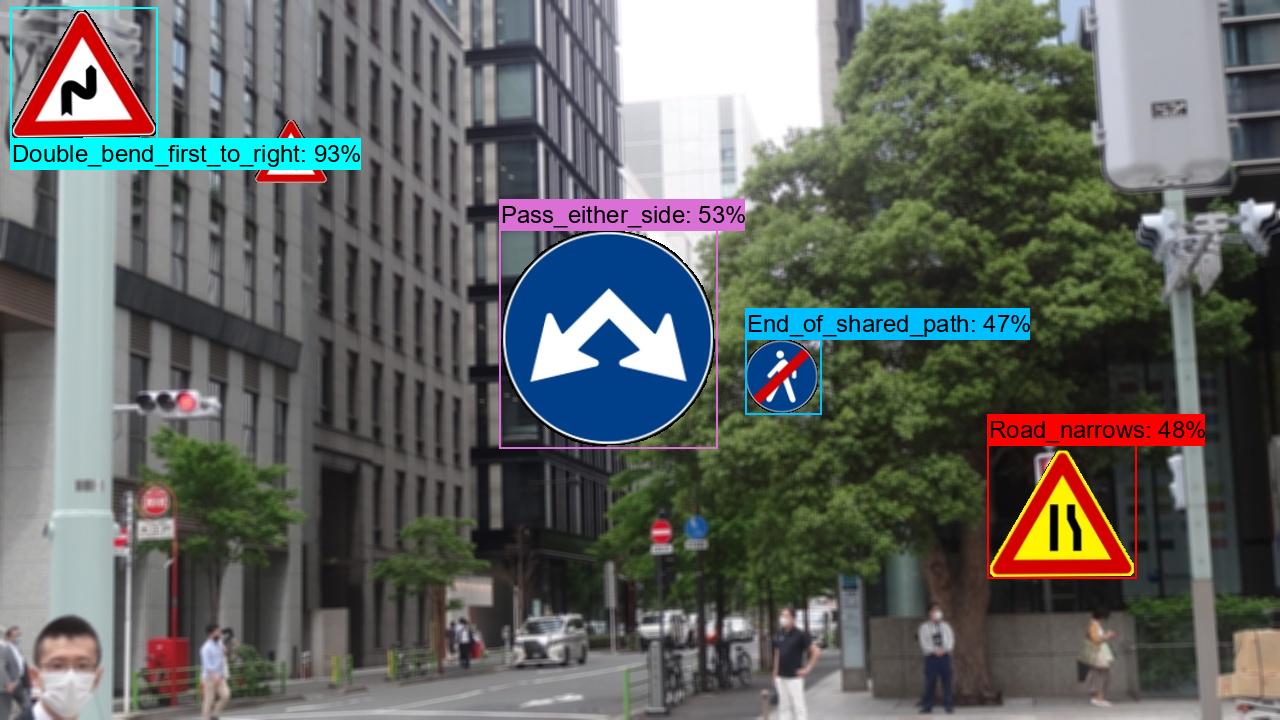 Double_bend_first_to_right: 93%
Pass_either_side: 53%
End_of_shared_path: 47%
Road_narrows: 48%